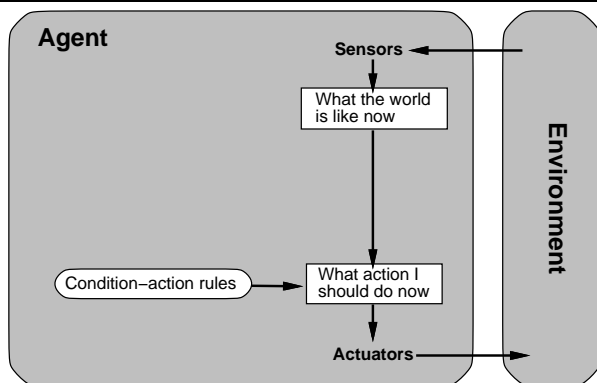 Agent
Sensors
What the world
is like now
Environment
Condition−action rules
What action I
should do now
Actuators